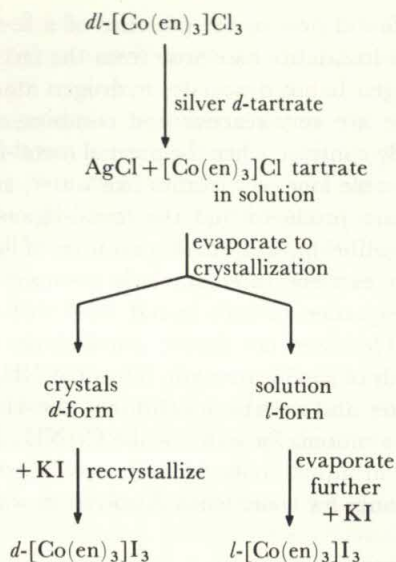 dl-[Co(en)₃]Cl₃
silver d-tartrate
AgCl + [Co(en)₃]Cl tartrate
in solution
evaporate to
crystallization
crystals
d-form
solution
l-form
+ KI
recrystallize
evaporate
further
+ KI
d-[Co(en)₃]I₃
l-[Co(en)₃]I₃